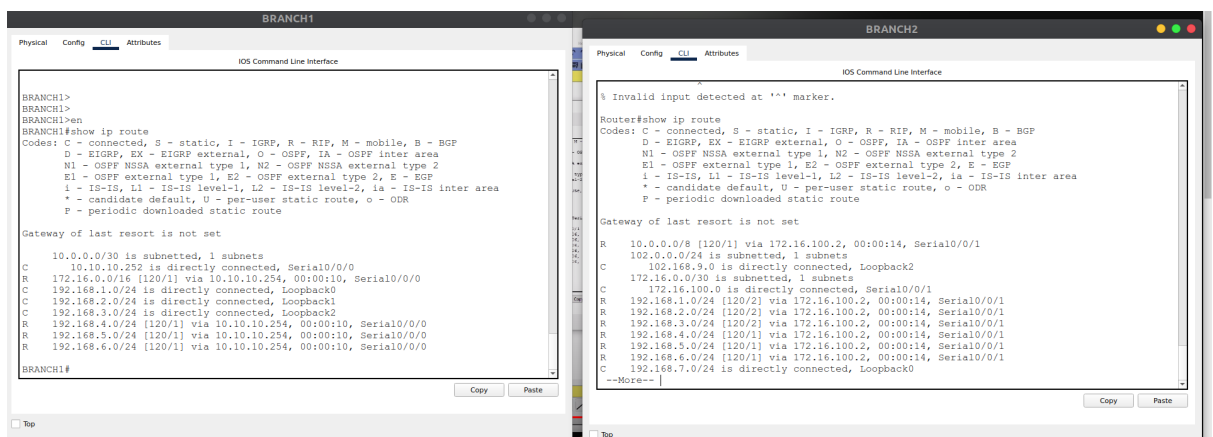 BRANCH1
Physical Config CLI Attributes
IOS Command Line Interface
BRANCH1>
BRANCH1>
BRANCH1>en
BRANCH1#show ip route
Codes: C - connected, S - static, I - IGRP, R - RIP, M - mobile, B - BGP
D - EIGRP, EX - EIGRP external, O - OSPF, IA - OSPF inter area
N1 - OSPF NSSA external type 1, N2 - OSPF NSSA external type 2
E1 - OSPF external type 1, E2 - OSPF external type 2, E - EGP
i - IS-IS, L1 - IS-IS level-1, L2 - IS-IS level-2, ia - IS-IS inter area
* - candidate default, U - per-user static route, o - ODR
P - periodic downloaded static route
Gateway of last resort is not set
10.0.0.0/30 is subnetted, 1 subnets
C 10.10.10.252 is directly connected, Serial0/0/0
R 172.16.0.0/16 [120/1] via 10.10.10.254, 00:00:10, Serial0/0/0
C 192.168.1.0/24 is directly connected, Loopback0
C 192.168.2.0/24 is directly connected, Loopback1
C 192.168.3.0/24 is directly connected, Loopback2
R 192.168.4.0/24 [120/1] via 10.10.10.254, 00:00:10, Serial0/0/0
R 192.168.5.0/24 [120/1] via 10.10.10.254, 00:00:10, Serial0/0/0
R 192.168.6.0/24 [120/1] via 10.10.10.254, 00:00:10, Serial0/0/0
BRANCH1#
Copy Paste
Top
BRANCH2
Physical Config CLI Attributes
IOS Command Line Interface
^
% Invalid input detected at '^' marker.
Router#show ip route
Codes: C - connected, S - static, I - IGRP, R - RIP, M - mobile, B - BGP
D - EIGRP, EX - EIGRP external, O - OSPF, IA - OSPF inter area
N1 - OSPF NSSA external type 1, N2 - OSPF NSSA external type 2
E1 - OSPF external type 1, E2 - OSPF external type 2, E - EGP
i - IS-IS, L1 - IS-IS level-1, L2 - IS-IS level-2, ia - IS-IS inter area
* - candidate default, U - per-user static route, o - ODR
P - periodic downloaded static route
Gateway of last resort is not set
R 10.0.0.0/8 [120/1] via 172.16.100.2, 00:00:14, Serial0/0/1
102.0.0.0/24 is subnetted, 1 subnets
C 102.168.9.0 is directly connected, Loopback2
172.16.0.0/30 is subnetted, 1 subnets
C 172.16.100.0 is directly connected, Serial0/0/1
R 192.168.1.0/24 [120/2] via 172.16.100.2, 00:00:14, Serial0/0/1
R 192.168.2.0/24 [120/2] via 172.16.100.2, 00:00:14, Serial0/0/1
R 192.168.3.0/24 [120/2] via 172.16.100.2, 00:00:14, Serial0/0/1
R 192.168.4.0/24 [120/1] via 172.16.100.2, 00:00:14, Serial0/0/1
R 192.168.5.0/24 [120/1] via 172.16.100.2, 00:00:14, Serial0/0/1
R 192.168.6.0/24 [120/1] via 172.16.100.2, 00:00:14, Serial0/0/1
C 192.168.7.0/24 is directly connected, Loopback0
--More--
Copy Paste
Top